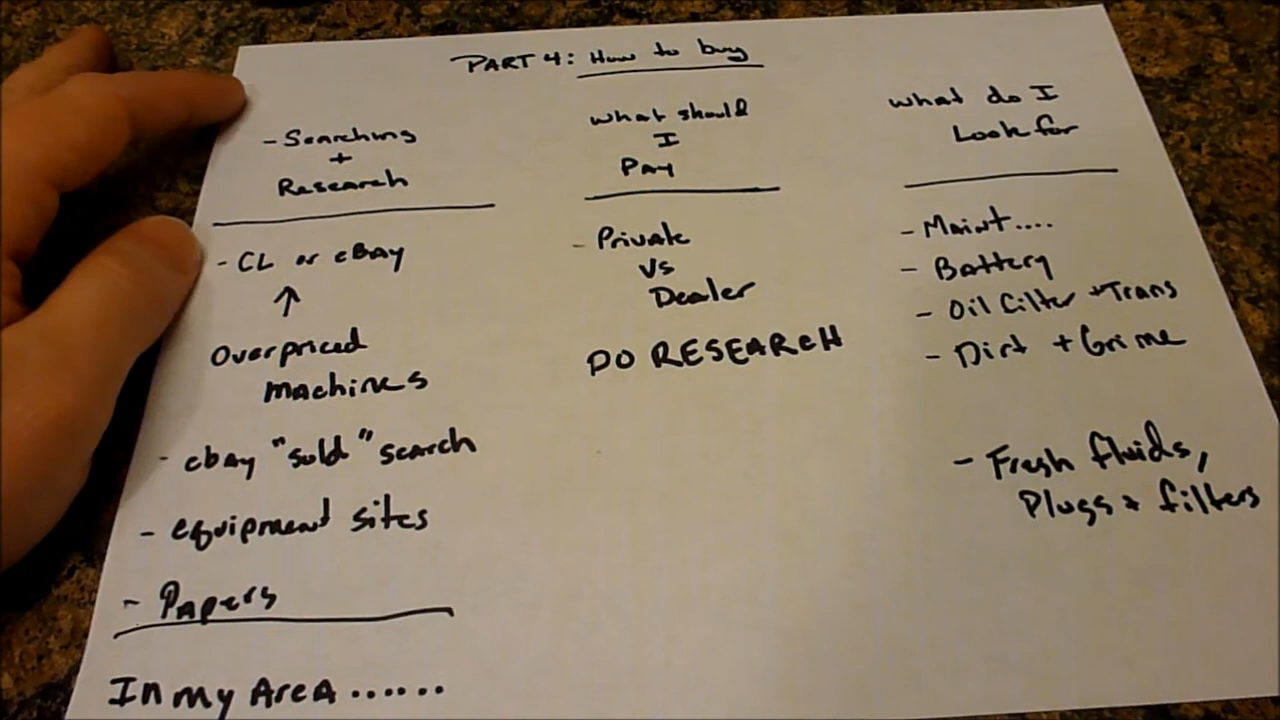 PART 4: How to buy
- Searching
+
Research
- CL or eBay
↑
Overpriced
machines
- ebay "sold" search
- equipment sites
- Papers
In my Area ......
What should
I
Pay
- Private
vs
Dealer
DO RESEARCH
What do I
Look for
- Maint....
- Battery
- Oil filter + Trans
- Dirt + Grime
- Fresh fluids,
Plugs + filters